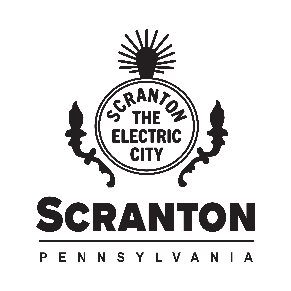 SCRANTON
THE
ELECTRIC
CITY
SCRANTON
PENNSYLVANIA